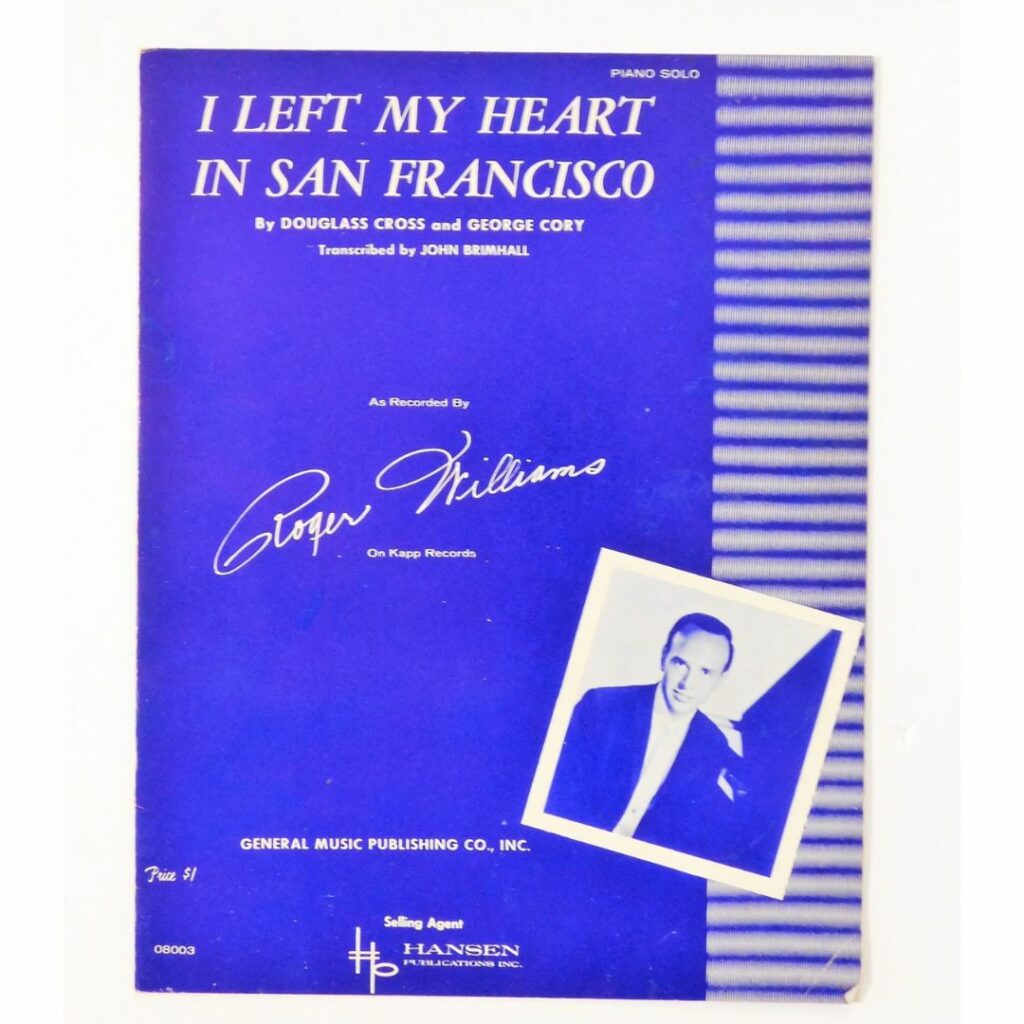 PIANO SOLO
I LEFT MY HEART
IN SAN FRANCISCO
By DOUGLASS CROSS and GEORGE CORY
Transcribed by JOHN BRIMHALL
As Recorded By
Roger Williams
On Kapp Records
GENERAL MUSIC PUBLISHING CO., INC.
Price $1
Selling Agent
08003
HP HANSEN
PUBLICATIONS INC.